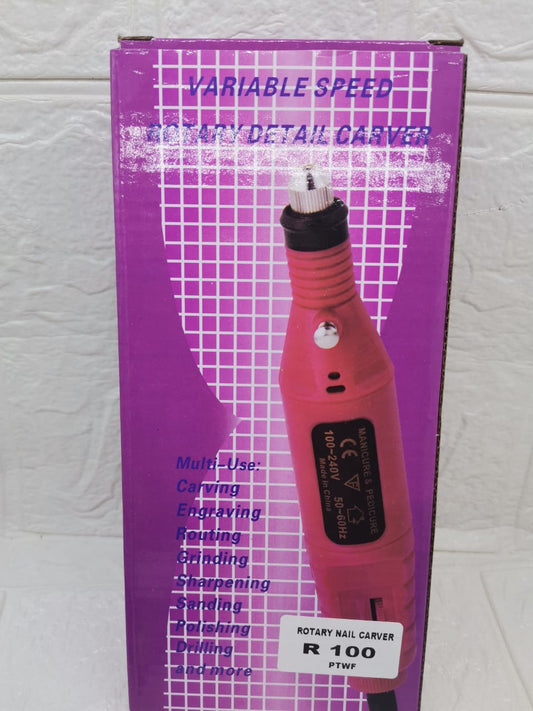 VARIABLE SPEED
ROTARY DETAIL CARVER
MANICURE & PEDICURE
CE
100-240V 50-60Hz
Made in China
Multi-Use:
Carving
Engraving
Routing
Grinding
Sharpening
Sanding
Polishing
Drilling
and more
ROTARY NAIL CARVER
R 100
PTWF